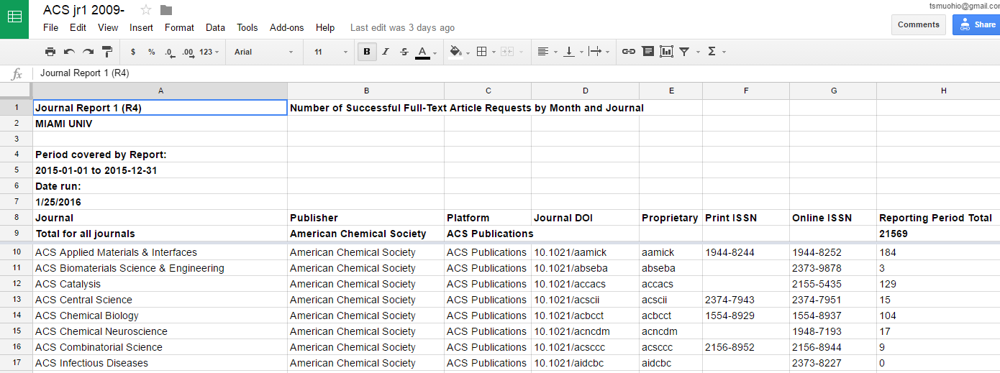 ACS jr1 2009-
tsmuohio@gmail.cor
File Edit View Insert Format Data Tools Add-ons Help Last edit was 3 days ago
Comments Share
$ % .0 .00 123 Arial 11 B I S A Σ
fx Journal Report 1 (R4)
A B C D E F G H
1 Journal Report 1 (R4) Number of Successful Full-Text Article Requests by Month and Journal
2 MIAMI UNIV
3
4 Period covered by Report:
5 2015-01-01 to 2015-12-31
6 Date run:
7 1/25/2016
8 Journal Publisher Platform Journal DOI Proprietary Print ISSN Online ISSN Reporting Period Total
9 Total for all journals American Chemical Society ACS Publications 21569
10 ACS Applied Materials & Interfaces American Chemical Society ACS Publications 10.1021/aamick aamick 1944-8244 1944-8252 184
11 ACS Biomaterials Science & Engineering American Chemical Society ACS Publications 10.1021/abseba abseba 2373-9878 3
12 ACS Catalysis American Chemical Society ACS Publications 10.1021/accacs accacs 2155-5435 129
13 ACS Central Science American Chemical Society ACS Publications 10.1021/acscii acscii 2374-7943 2374-7951 15
14 ACS Chemical Biology American Chemical Society ACS Publications 10.1021/acbcct acbcct 1554-8929 1554-8937 104
15 ACS Chemical Neuroscience American Chemical Society ACS Publications 10.1021/acncdm acncdm 1948-7193 17
16 ACS Combinatorial Science American Chemical Society ACS Publications 10.1021/acsccc acsccc 2156-8952 2156-8944 9
17 ACS Infectious Diseases American Chemical Society ACS Publications 10.1021/aidcbc aidcbc 2373-8227 0